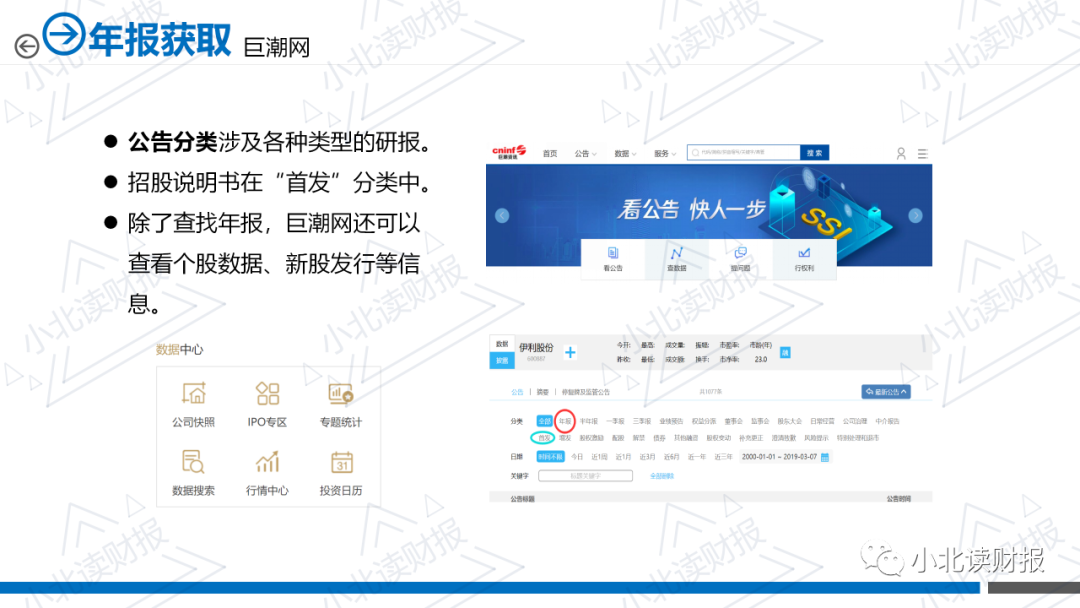 年报获取 巨潮网
公告分类涉及各种类型的研报。
招股说明书在“首发”分类中。
除了查找年报，巨潮网还可以
查看个股数据、新股发行等信
息。
数据中心
公司快照 IPO专区 专题统计
数据搜索 行情中心 投资日历
31
cninf
巨潮资讯
首页 公告 数据 服务
搜索
看公告 快人一步
SSI
看公告 查数据 提问题 行权利
数据 伊利股份
600887
今开: 最高: 成交量: 振幅: 市盈率: 市龄(年)
昨收: 最低: 成交额: 换手: 市净率: 23.0
公告 摘要 停复牌及监管公告 共1077条 最新公告
分类 全部 年报 半年报 一季报 三季报 业绩预告 权益分派 董事会 监事会 股东大会 日常经营 公司治理 中介报告
首发 增发 股权激励 配股 解禁 债券 其他融资 股权变动 补充更正 澄清致歉 风险提示 特别处理和退市
日期 时间不限 今日 近1周 近1月 近3月 近6月 近一年 近三年 2000-01-01 ~ 2019-03-07
关键字 标题关键字 全部删除
公告标题 公告时间
小北读财报